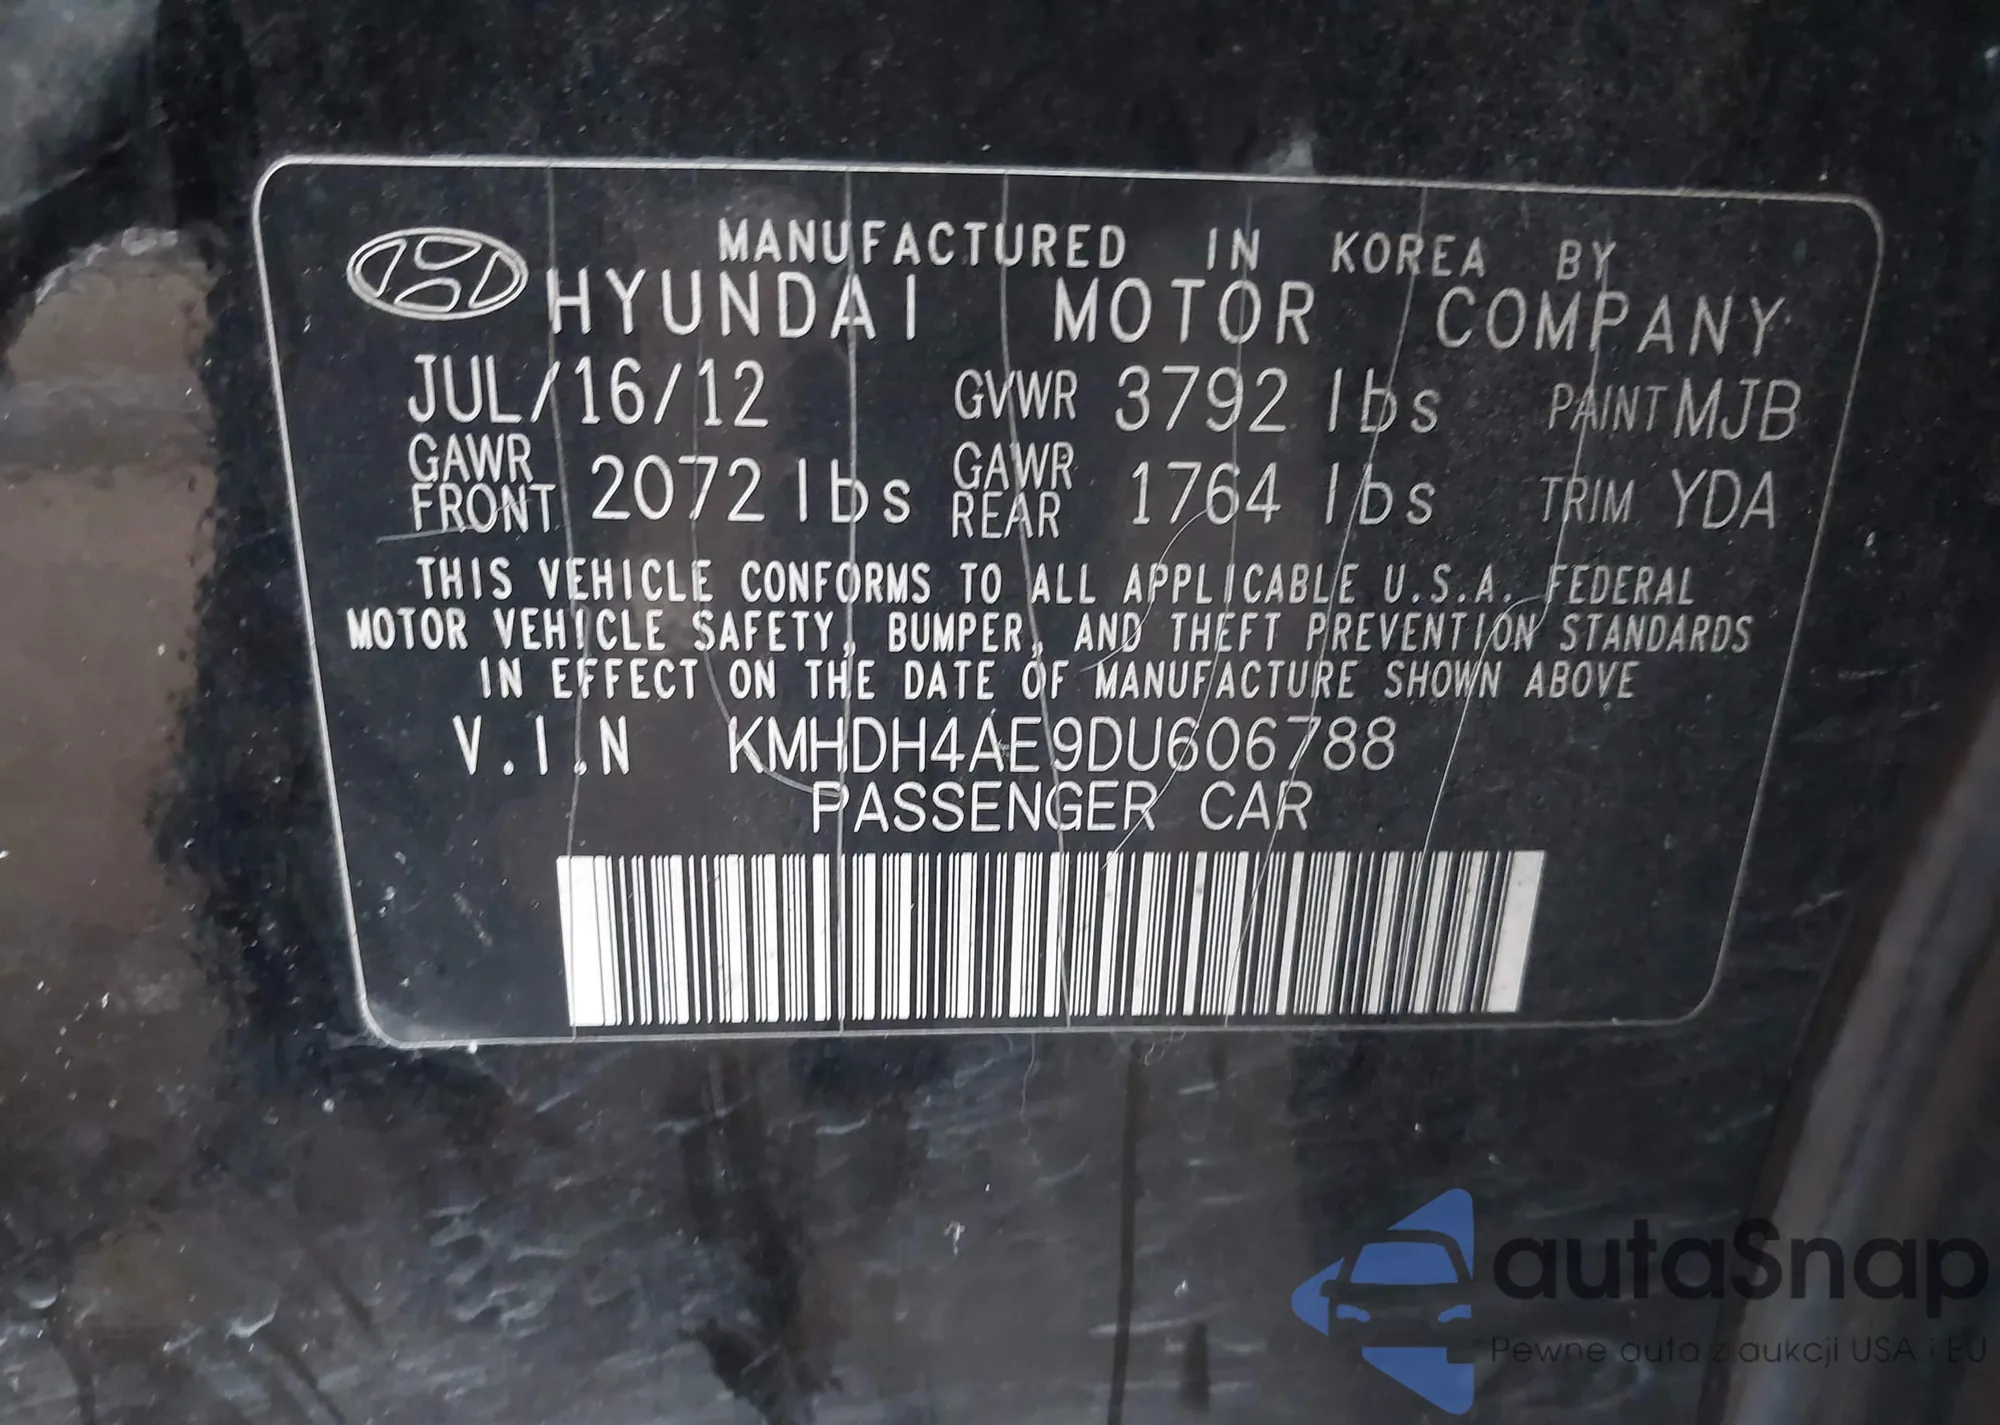 MANUFACTURED IN KOREA BY
HYUNDAI MOTOR COMPANY
JUL/16/12 GVWR 3792 lbs PAINT MJB
GAWR FRONT 2072 lbs GAWR REAR 1764 lbs TRIM YDA
THIS VEHICLE CONFORMS TO ALL APPLICABLE U.S.A. FEDERAL
MOTOR VEHICLE SAFETY, BUMPER, AND THEFT PREVENTION STANDARDS
IN EFFECT ON THE DATE OF MANUFACTURE SHOWN ABOVE
V.I.N KMHDH4AE9DU606788
PASSENGER CAR
autaSnap
Pewne auta z aukcji USA i EU